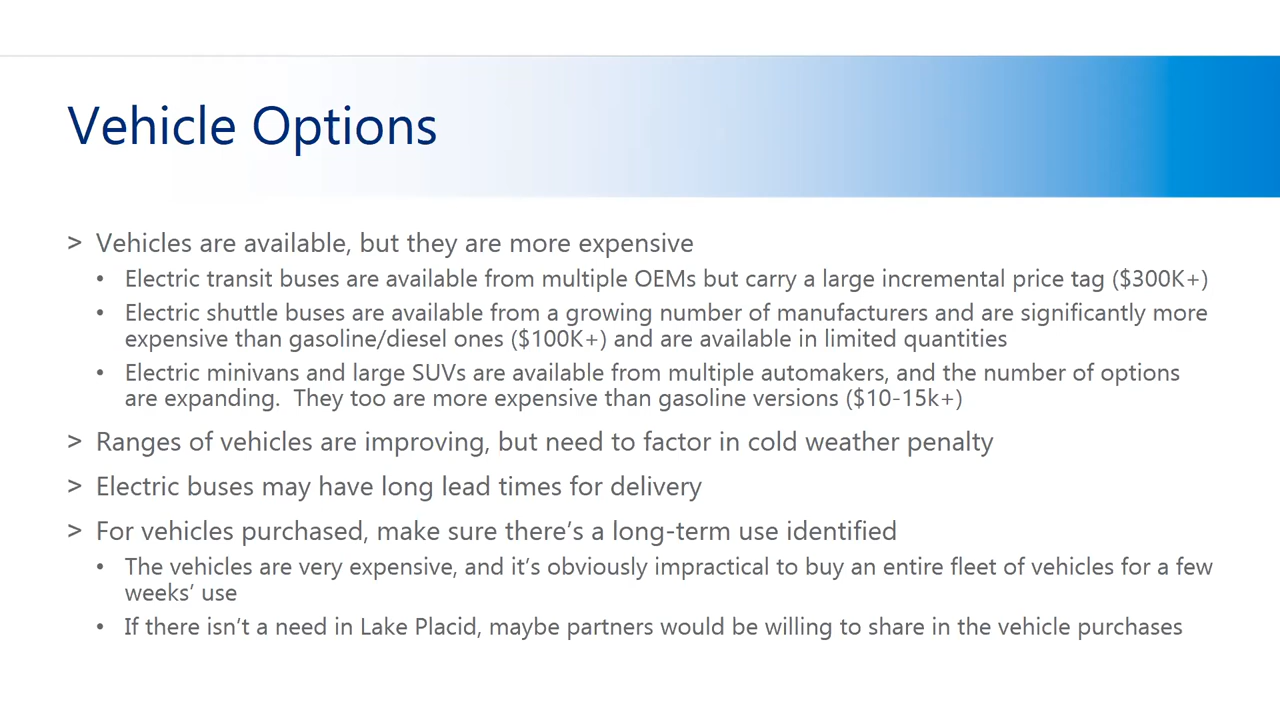 Vehicle Options
> Vehicles are available, but they are more expensive
• Electric transit buses are available from multiple OEMs but carry a large incremental price tag ($300K+)
• Electric shuttle buses are available from a growing number of manufacturers and are significantly more
expensive than gasoline/diesel ones ($100K+) and are available in limited quantities
• Electric minivans and large SUVs are available from multiple automakers, and the number of options
are expanding.  They too are more expensive than gasoline versions ($10-15k+)
> Ranges of vehicles are improving, but need to factor in cold weather penalty
> Electric buses may have long lead times for delivery
> For vehicles purchased, make sure there’s a long-term use identified
• The vehicles are very expensive, and it’s obviously impractical to buy an entire fleet of vehicles for a few
weeks’ use
• If there isn’t a need in Lake Placid, maybe partners would be willing to share in the vehicle purchases